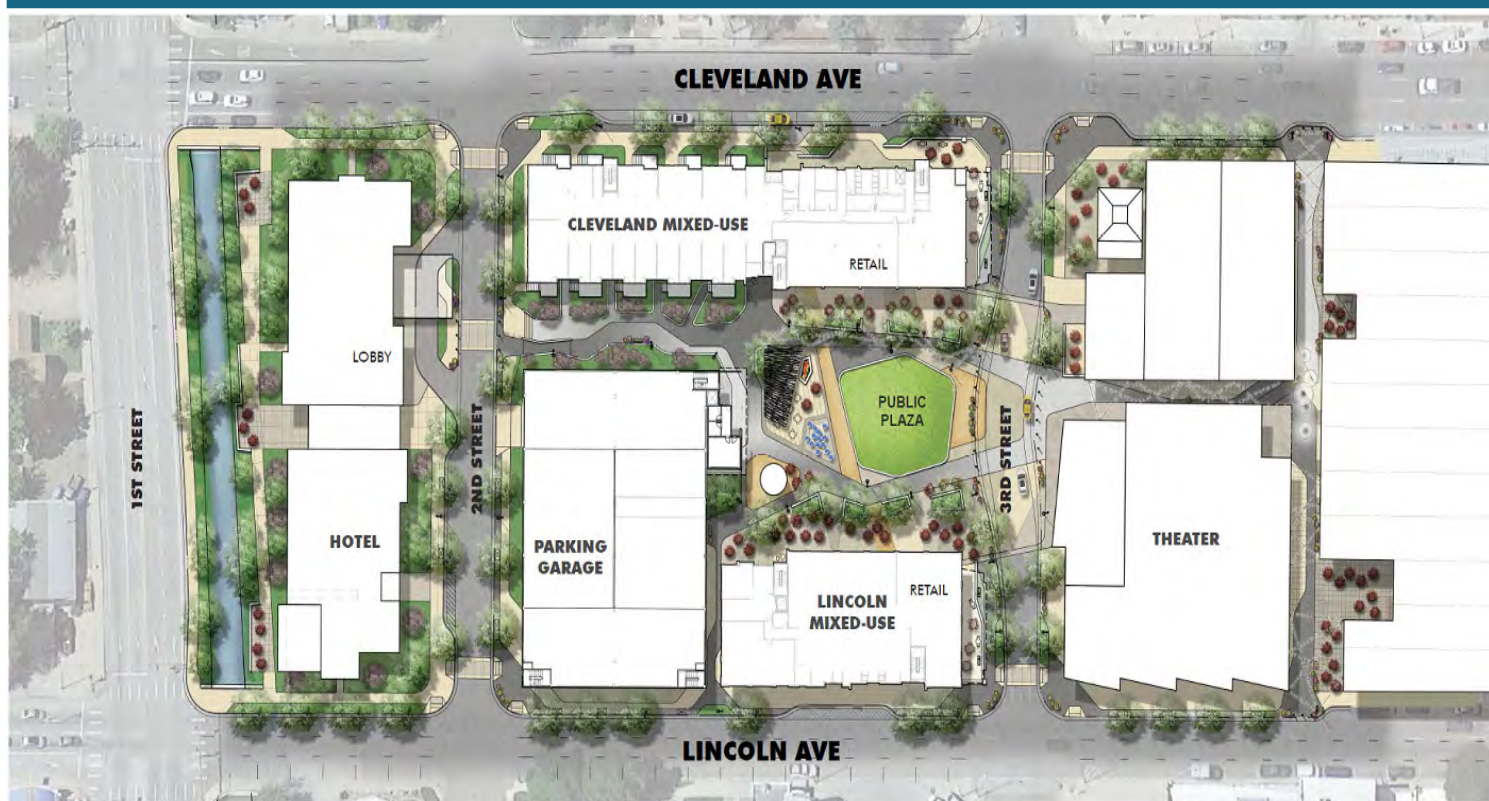 CLEVELAND AVE
CLEVELAND MIXED-USE
RETAIL
LOBBY
PUBLIC
PLAZA
1ST STREET
2ND STREET
3RD STREET
HOTEL
PARKING
GARAGE
THEATER
RETAIL
LINCOLN
MIXED-USE
LINCOLN AVE